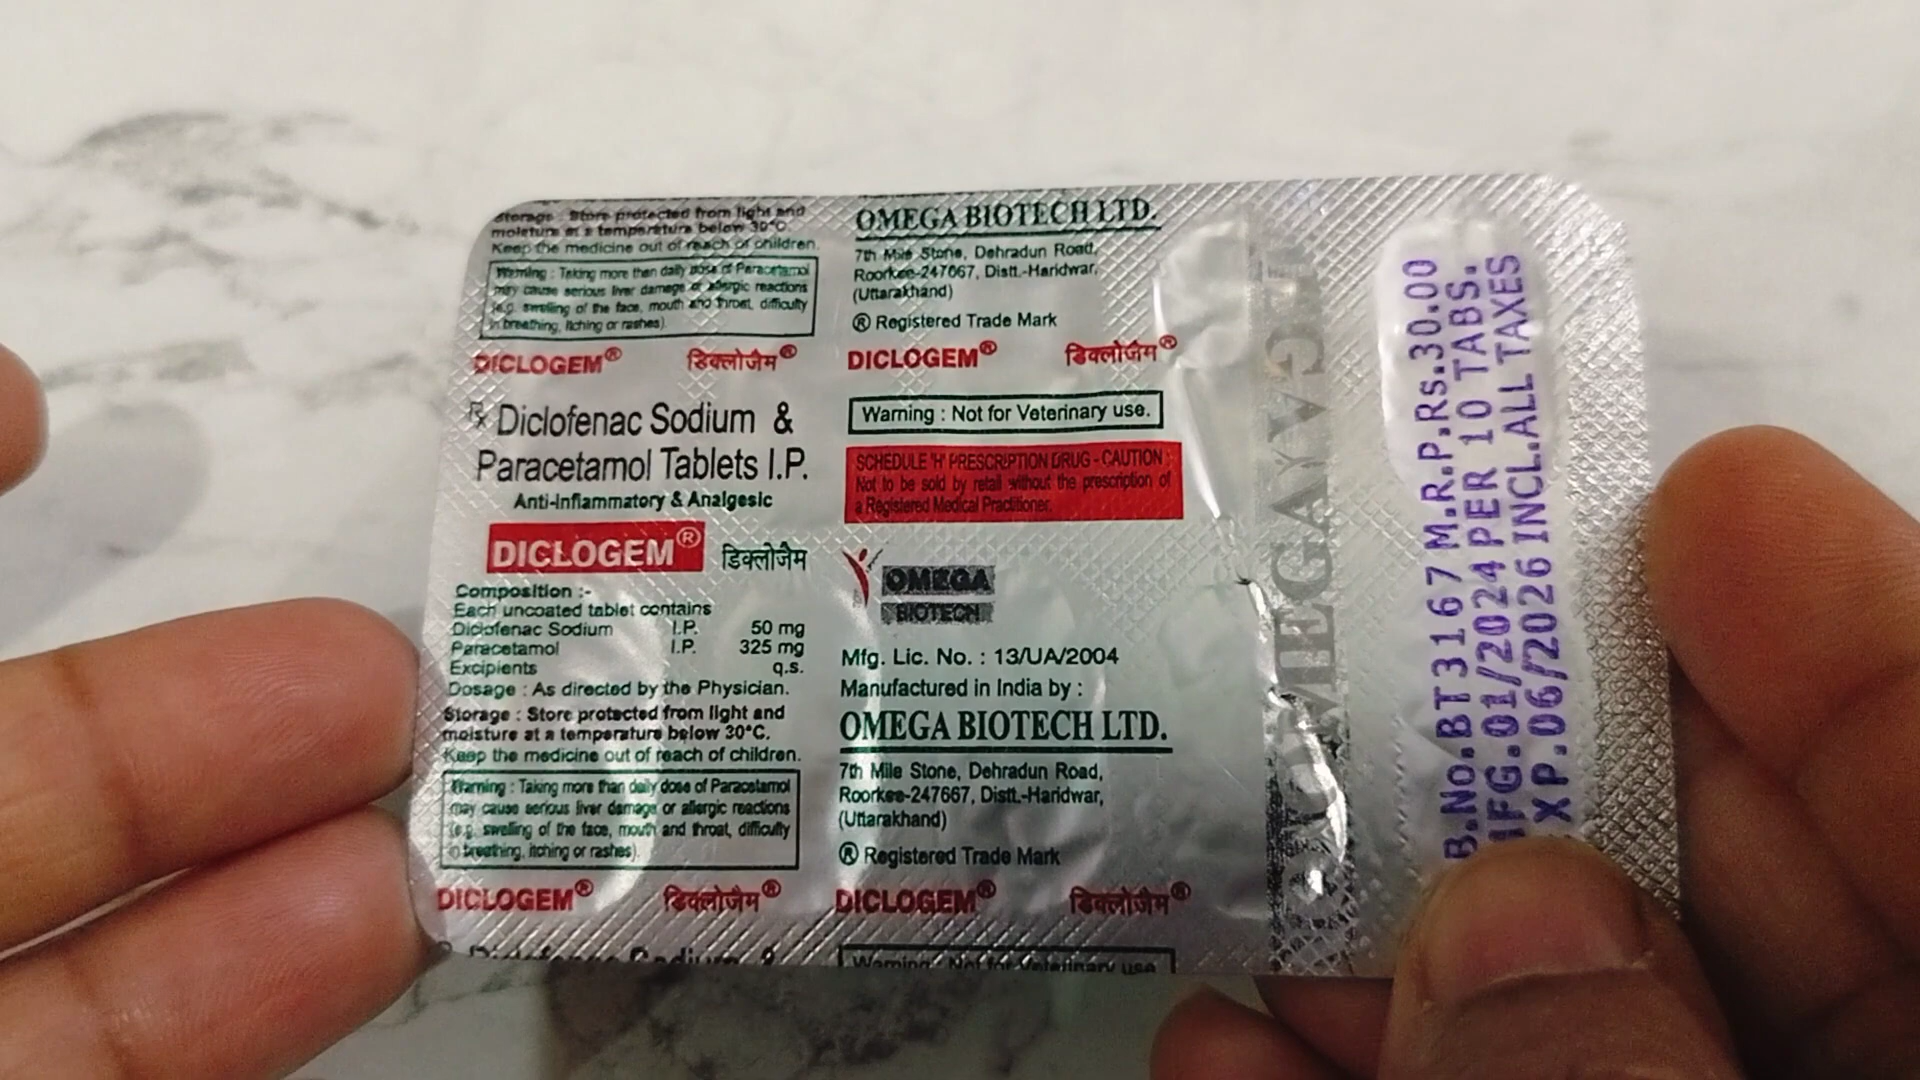 Storage : Store protected from light and
moisture at a temperature below 30°C.
Keep the medicine out of reach of children.
Warning : Taking more than daily dose of Paracetamol
may cause serious liver damage or allergic reactions
(e.g. swelling of the face, mouth and throat, difficulty
in breathing, itching or rashes).
DICLOGEM® डिक्लोजैम®
Rx Diclofenac Sodium &
Paracetamol Tablets I.P.
Anti-Inflammatory & Analgesic
DICLOGEM® डिक्लोजैम
Composition :-
Each uncoated tablet contains
Diclofenac Sodium I.P. 50 mg
Paracetamol I.P. 325 mg
Excipients q.s.
Dosage : As directed by the Physician.
Storage : Store protected from light and
moisture at a temperature below 30°C.
Keep the medicine out of reach of children.
Warning : Taking more than daily dose of Paracetamol
may cause serious liver damage or allergic reactions
(e.g. swelling of the face, mouth and throat, difficulty
in breathing, itching or rashes).
DICLOGEM® डिक्लोजैम®
Diclofenac Sodium &
OMEGA BIOTECH LTD.
7th Mile Stone, Dehradun Road,
Roorkee-247667, Distt.-Haridwar,
(Uttarakhand)
® Registered Trade Mark
DICLOGEM® डिक्लोजैम®
Warning : Not for Veterinary use.
SCHEDULE 'H' PRESCRIPTION DRUG - CAUTION
Not to be sold by retail without the prescription of
a Registered Medical Practitioner.
OMEGA
BIOTECH
Mfg. Lic. No. : 13/UA/2004
Manufactured in India by :
OMEGA BIOTECH LTD.
7th Mile Stone, Dehradun Road,
Roorkee-247667, Distt.-Haridwar,
(Uttarakhand)
® Registered Trade Mark
DICLOGEM® डिक्लोजैम®
Warning : Not for Veterinary use
B.No.BT3167 M.R.P.Rs.30.00
MFG.01/2024 PER 10 TABS.
EXP.06/2026 INCL.ALL TAXES